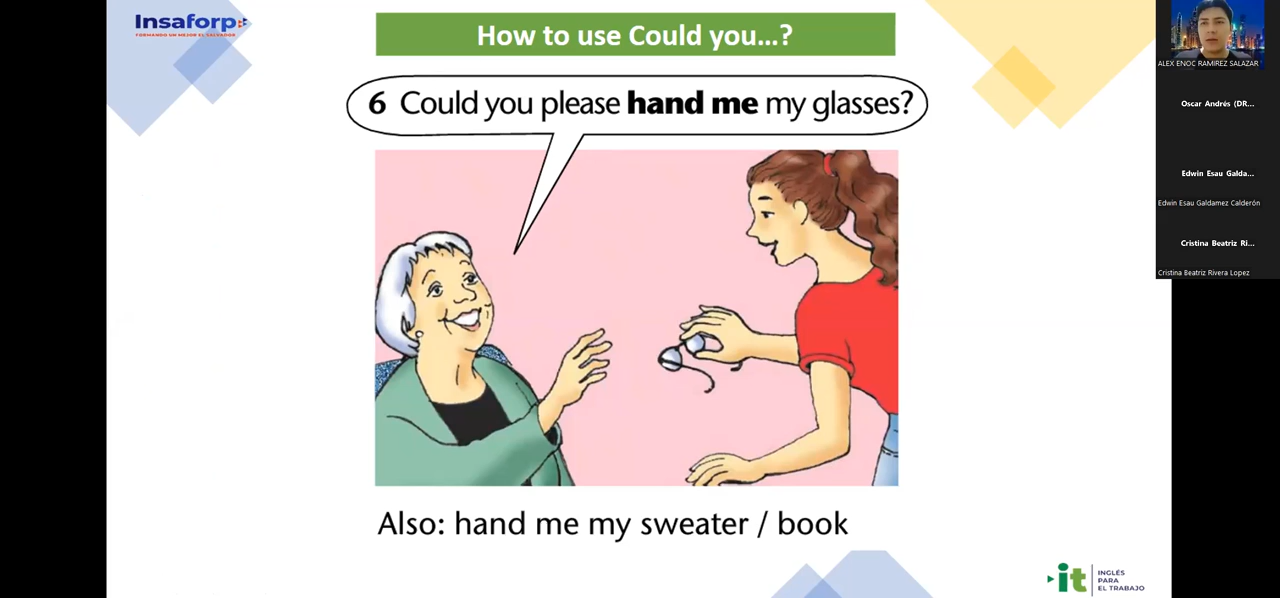 Insaforp
FORMANDO UN MEJOR EL SALVADOR
How to use Could you...?
6 Could you please hand me my glasses?
Also: hand me my sweater / book
it
INGLÉS
PARA
EL TRABAJO
ALEX ENOC RAMIREZ SALAZAR
Oscar Andrés (DR...
Edwin Esau Galda...
Edwin Esau Galdamez Calderón
Cristina Beatriz Ri...
Cristina Beatriz Rivera Lopez